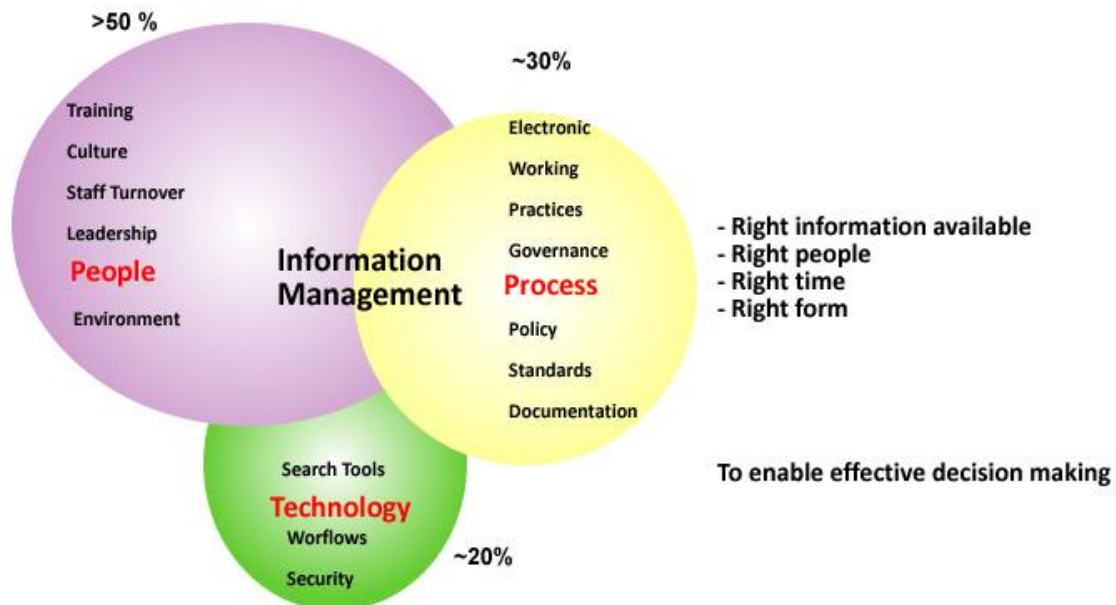 >50 %
~30%
Training
Culture
Staff Turnover
Leadership
People
Environment
Information
Management
Electronic
Working
Practices
Governance
Process
Policy
Standards
Documentation
- Right information available
- Right people
- Right time
- Right form
Search Tools
Technology
Worflows
Security
~20%
To enable effective decision making